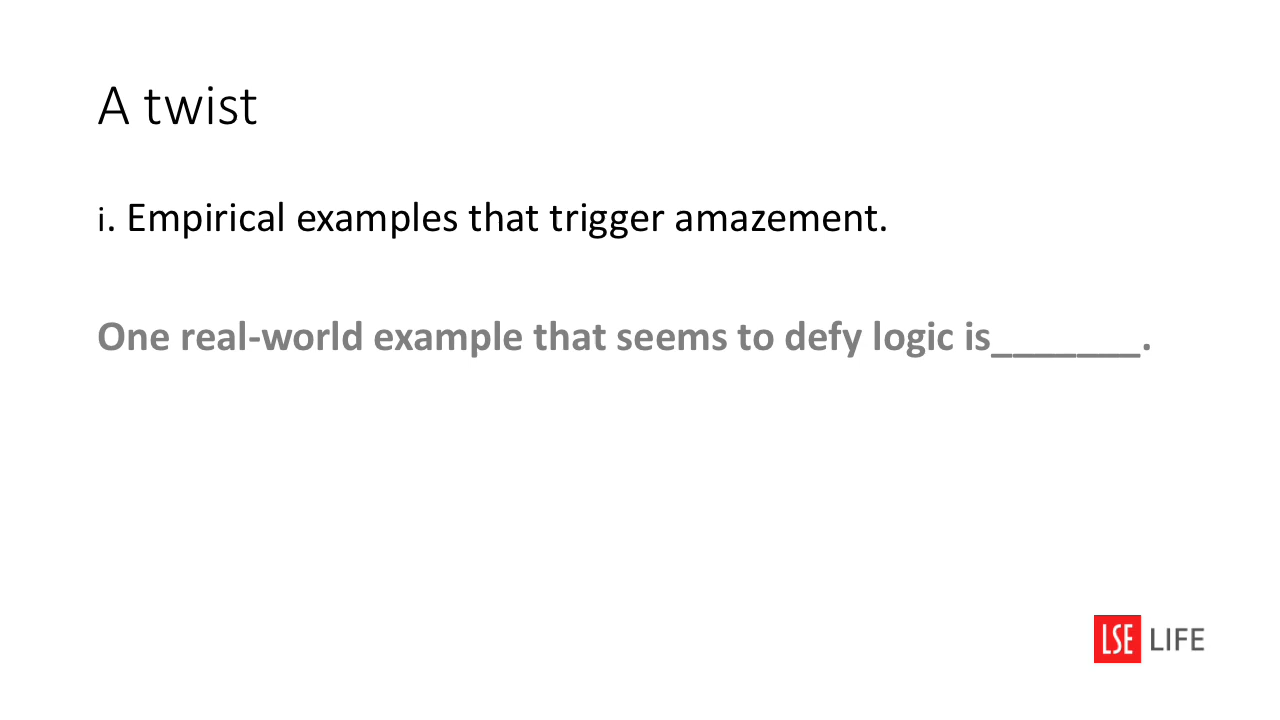 A twist
i. Empirical examples that trigger amazement.
One real-world example that seems to defy logic is_______.
LSE LIFE